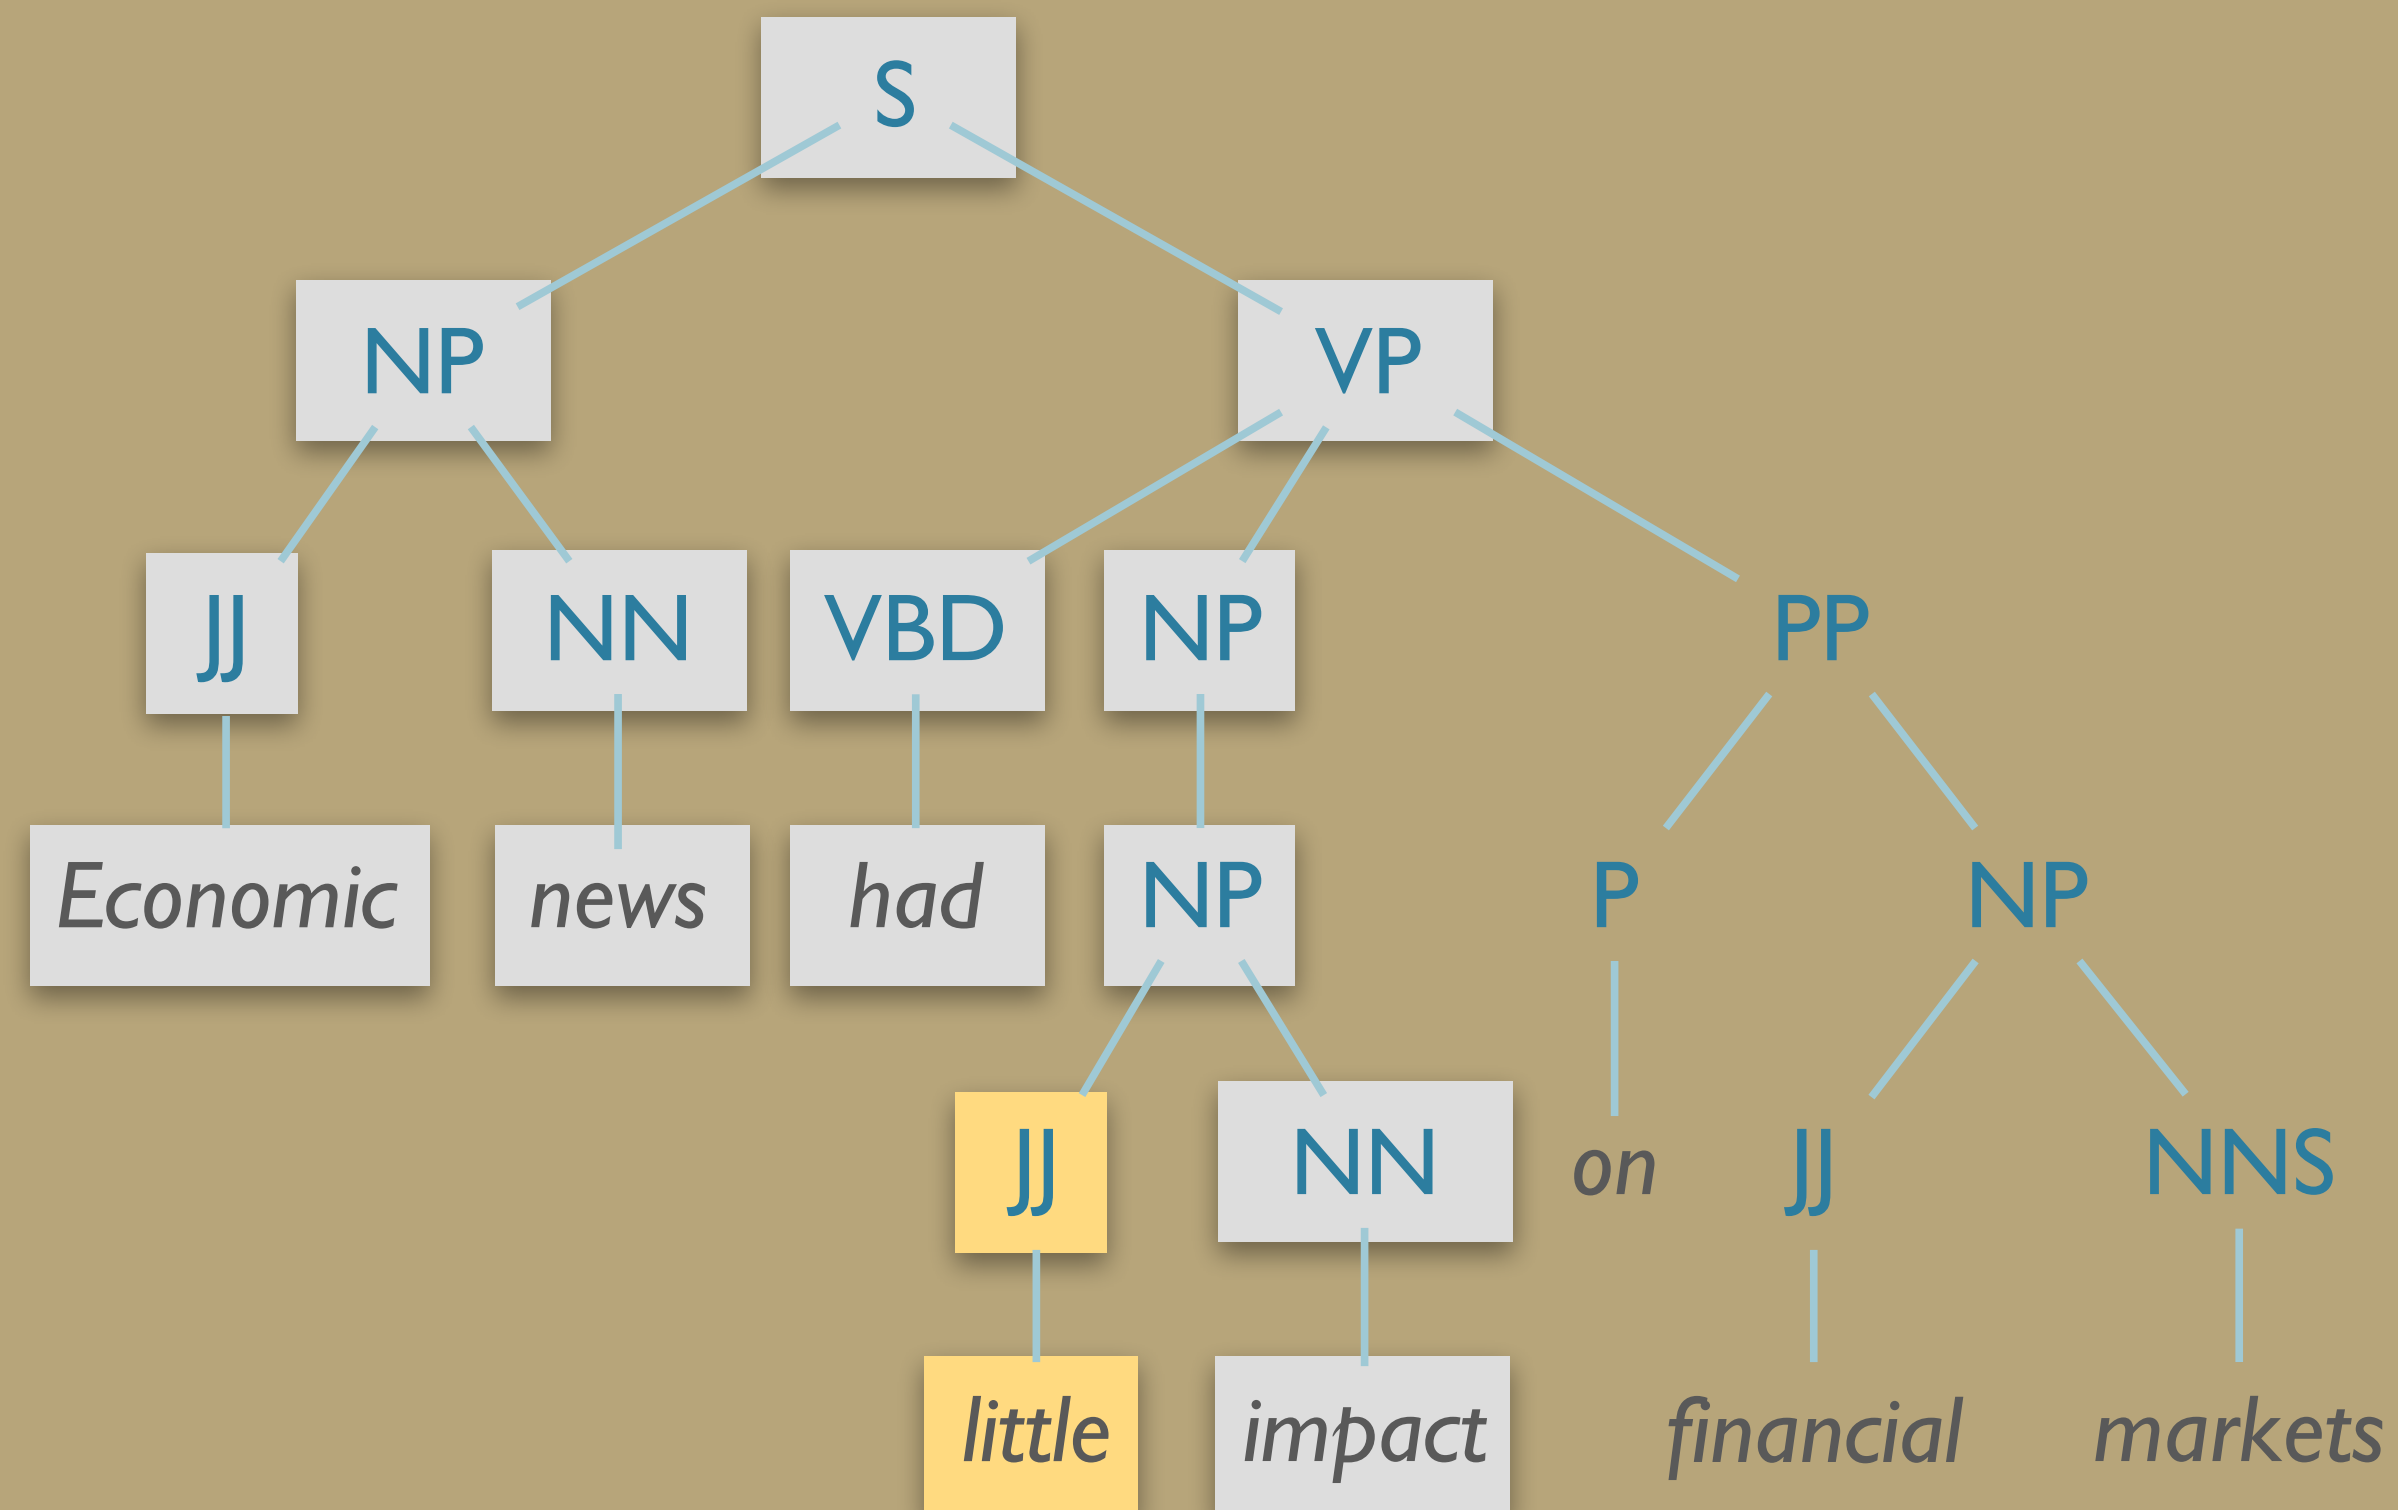 S
NP VP
JJ NN VBD NP PP
Economic news had NP P NP
JJ NN on JJ NNS
little impact financial markets